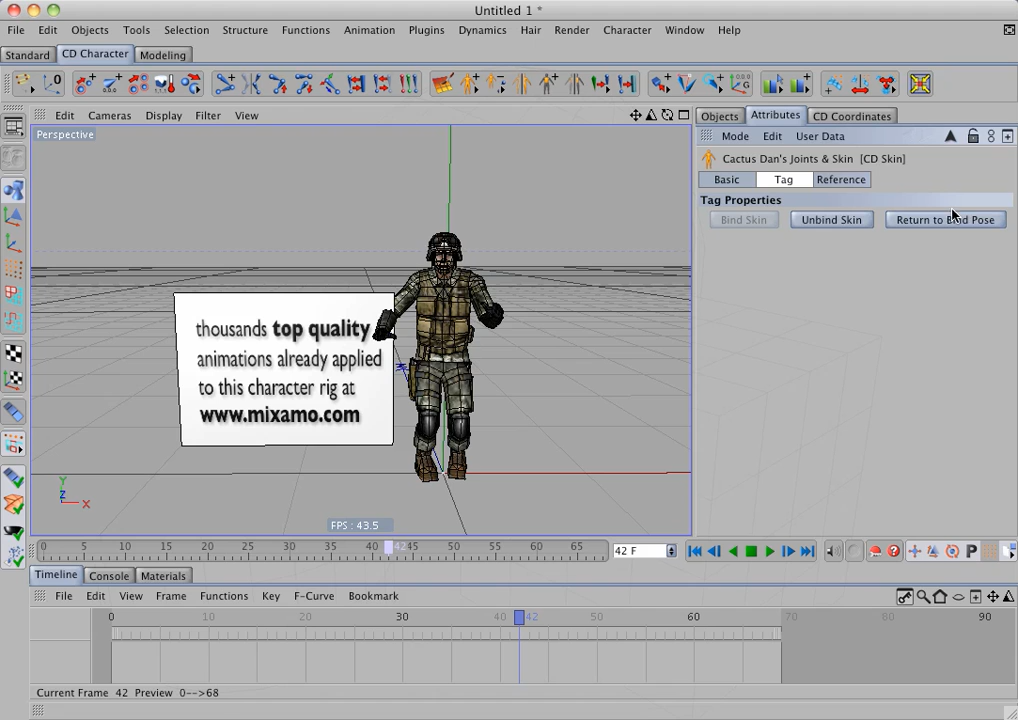 Untitled 1 *
File Edit Objects Tools Selection Structure Functions Animation Plugins Dynamics Hair Render Character Window Help
Standard CD Character Modeling
Edit Cameras Display Filter View
Objects Attributes CD Coordinates
Perspective
Mode Edit User Data
Cactus Dan's Joints & Skin [CD Skin]
Basic Tag Reference
Tag Properties
Bind Skin Unbind Skin Return to Bind Pose
thousands top quality
animations already applied
to this character rig at
www.mixamo.com
Y
Z
X
FPS : 43.5
0 5 10 15 20 25 30 35 40 42 45 50 55 60 65
42 F
P
Timeline Console Materials
File Edit View Frame Functions Key F-Curve Bookmark
0 10 20 30 40 42 50 60 70 80 90
Current Frame 42 Preview 0-->68